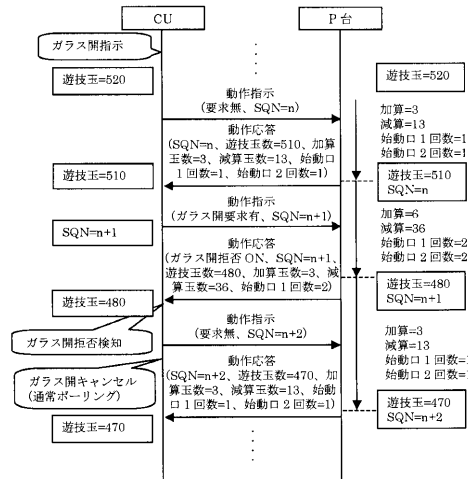 CU
P台
ガラス開指示
遊技玉=520
遊技玉=520
動作指示
(要求無、SQN=n)
加算=3
減算=13
始動口1回数=1
始動口2回数=1
動作応答
(SQN=n、遊技玉数=510、加算
玉数=3、減算玉数=13、始動口
1回数=1、始動口2回数=1)
遊技玉=510
遊技玉=510
SQN=n
動作指示
(ガラス開要求有、SQN=n+1)
SQN=n+1
加算=6
減算=36
始動口1回数=2
始動口2回数=2
動作応答
(ガラス開拒否ON、SQN=n+1、
遊技玉数=480、加算玉数=3、減
算玉数=36、始動口1回数=2)
遊技玉=480
遊技玉=480
SQN=n+1
ガラス開拒否検知
動作指示
(要求無、SQN=n+2)
加算=3
減算=13
始動口1回数=
始動口2回数=
ガラス開キャンセル
(通常ポーリング)
動作応答
(SQN=n+2、遊技玉数=470、加
算玉数=3、減算玉数=13、始動
口1回数=1、始動口2回数=1)
遊技玉=470
遊技玉=470
SQN=n+2